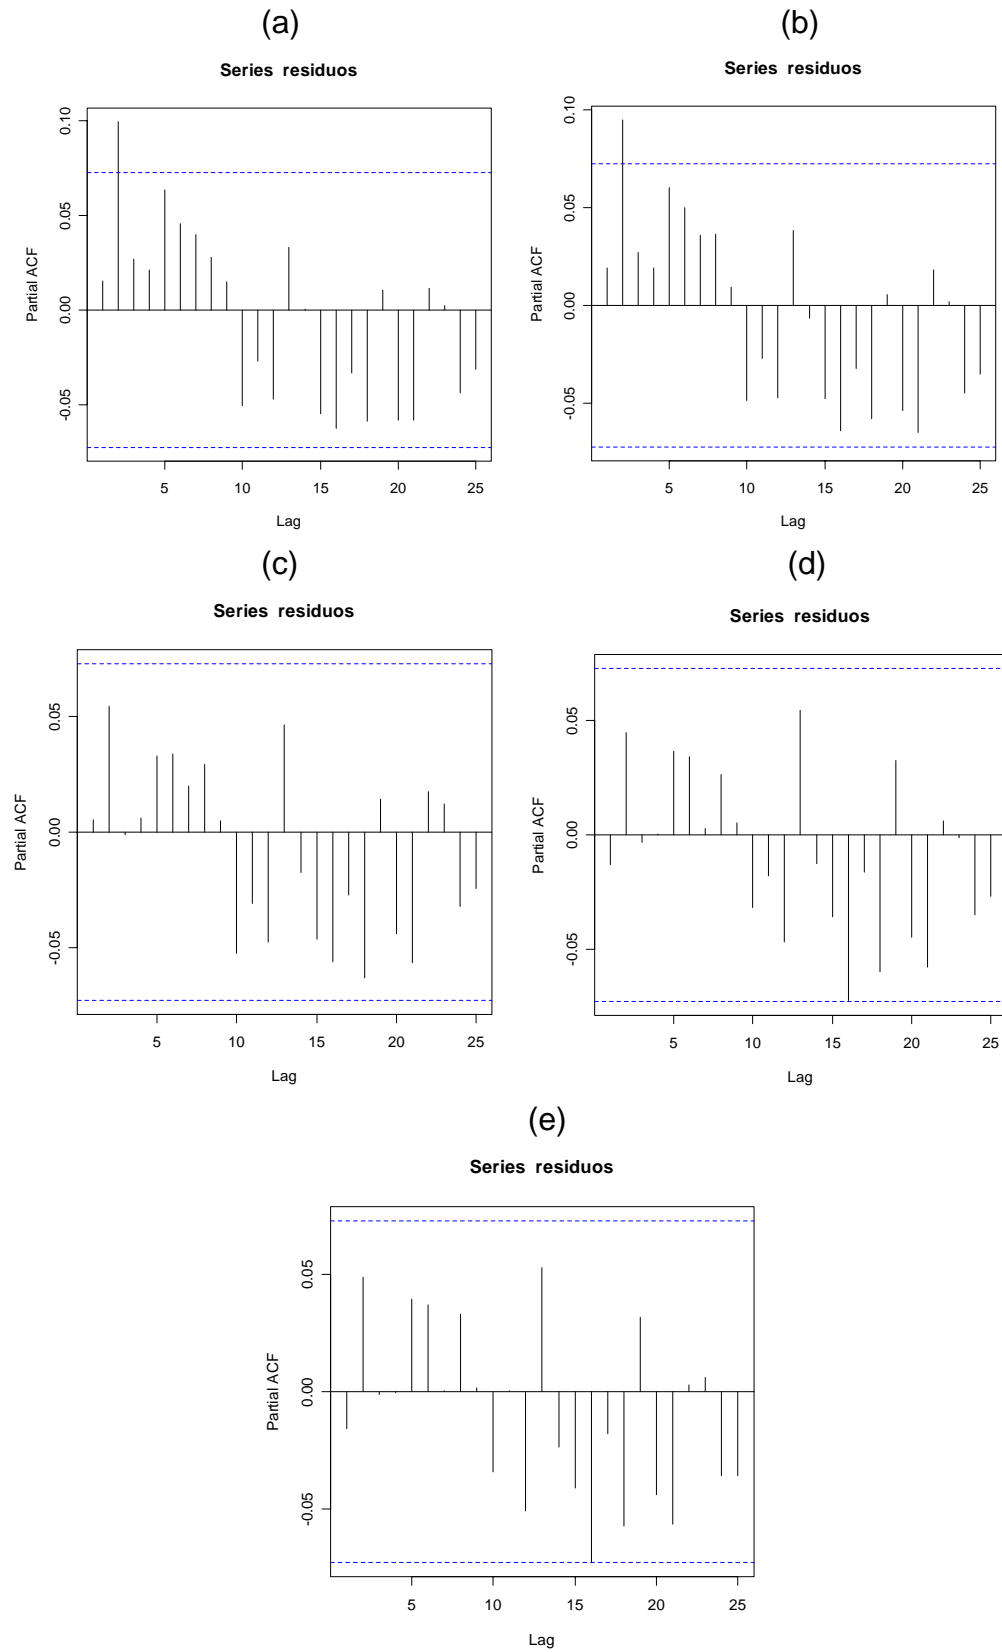 (a)
Series residuos
Partial ACF
0.10
0.05
0.00
-0.05
5 10 15 20 25
Lag
(b)
Series residuos
Partial ACF
0.10
0.05
0.00
-0.05
5 10 15 20 25
Lag
(c)
Series residuos
Partial ACF
0.05
0.00
-0.05
5 10 15 20 25
Lag
(d)
Series residuos
Partial ACF
0.05
0.00
-0.05
5 10 15 20 25
Lag
(e)
Series residuos
Partial ACF
0.05
0.00
-0.05
5 10 15 20 25
Lag